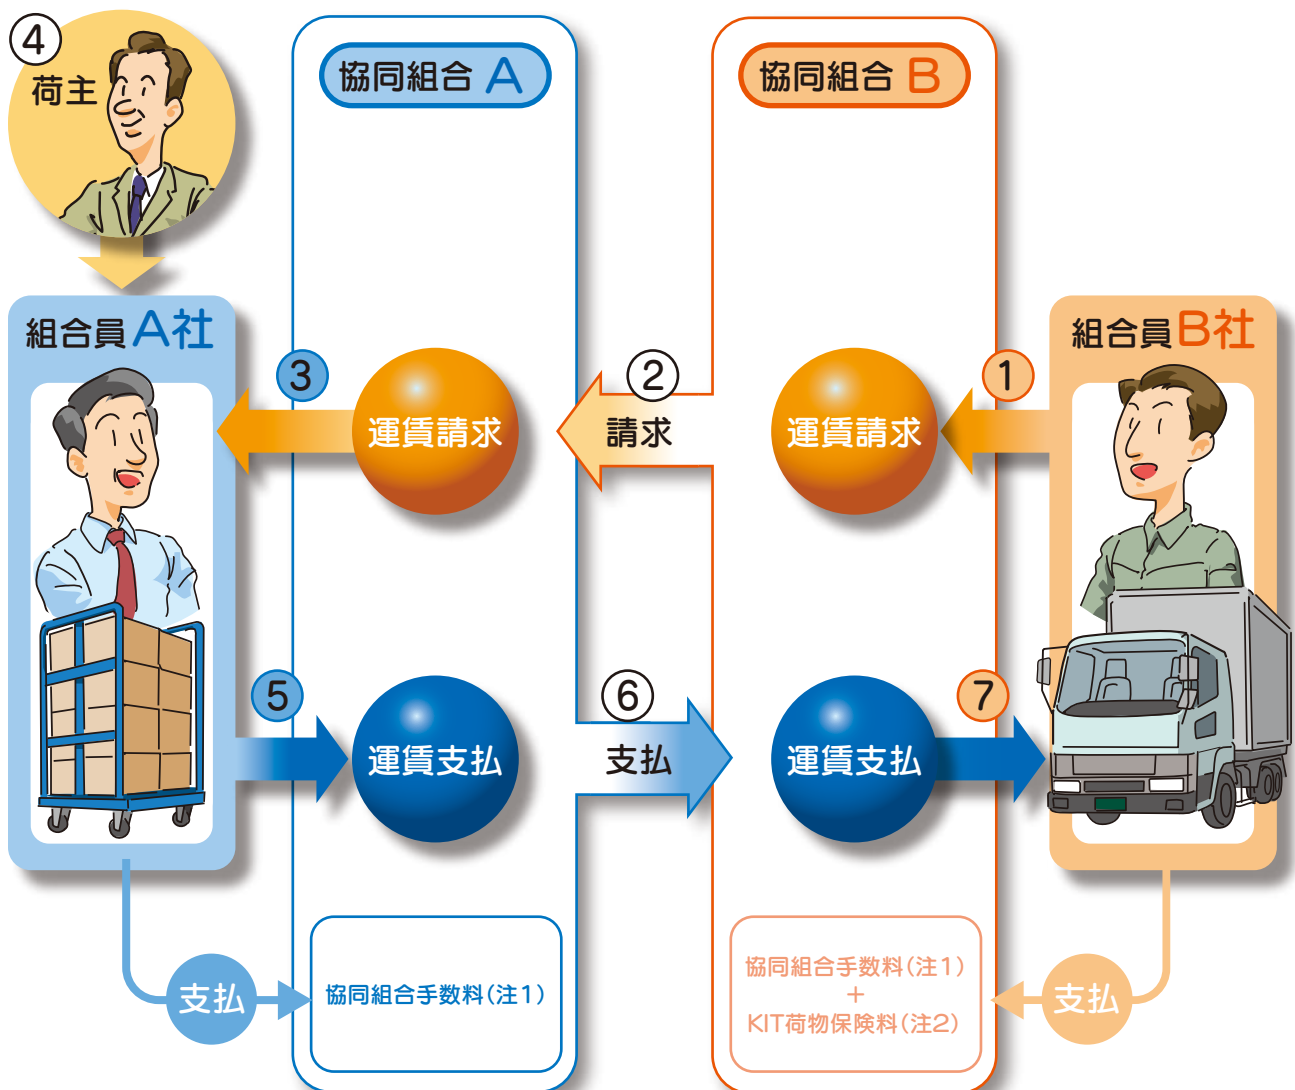 ④
荷主
協同組合 A
協同組合 B
組合員A社
組合員B社
③
運賃請求
②
請求
運賃請求
①
⑤
運賃支払
⑥
支払
運賃支払
⑦
支払
協同組合手数料(注1)
協同組合手数料(注1)
+
KIT荷物保険料(注2)
支払